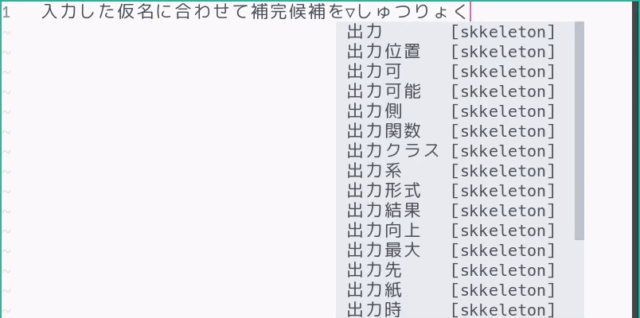 1 入力した仮名に合わせて補完候補を▽しゅつりょく
~ 出力 [skkeleton]
~ 出力位置 [skkeleton]
~ 出力可 [skkeleton]
~ 出力可能 [skkeleton]
~ 出力側 [skkeleton]
~ 出力関数 [skkeleton]
~ 出力クラス [skkeleton]
~ 出力系 [skkeleton]
~ 出力形式 [skkeleton]
~ 出力結果 [skkeleton]
~ 出力向上 [skkeleton]
~ 出力最大 [skkeleton]
~ 出力先 [skkeleton]
~ 出力紙 [skkeleton]
~ 出力時 [skkeleton]